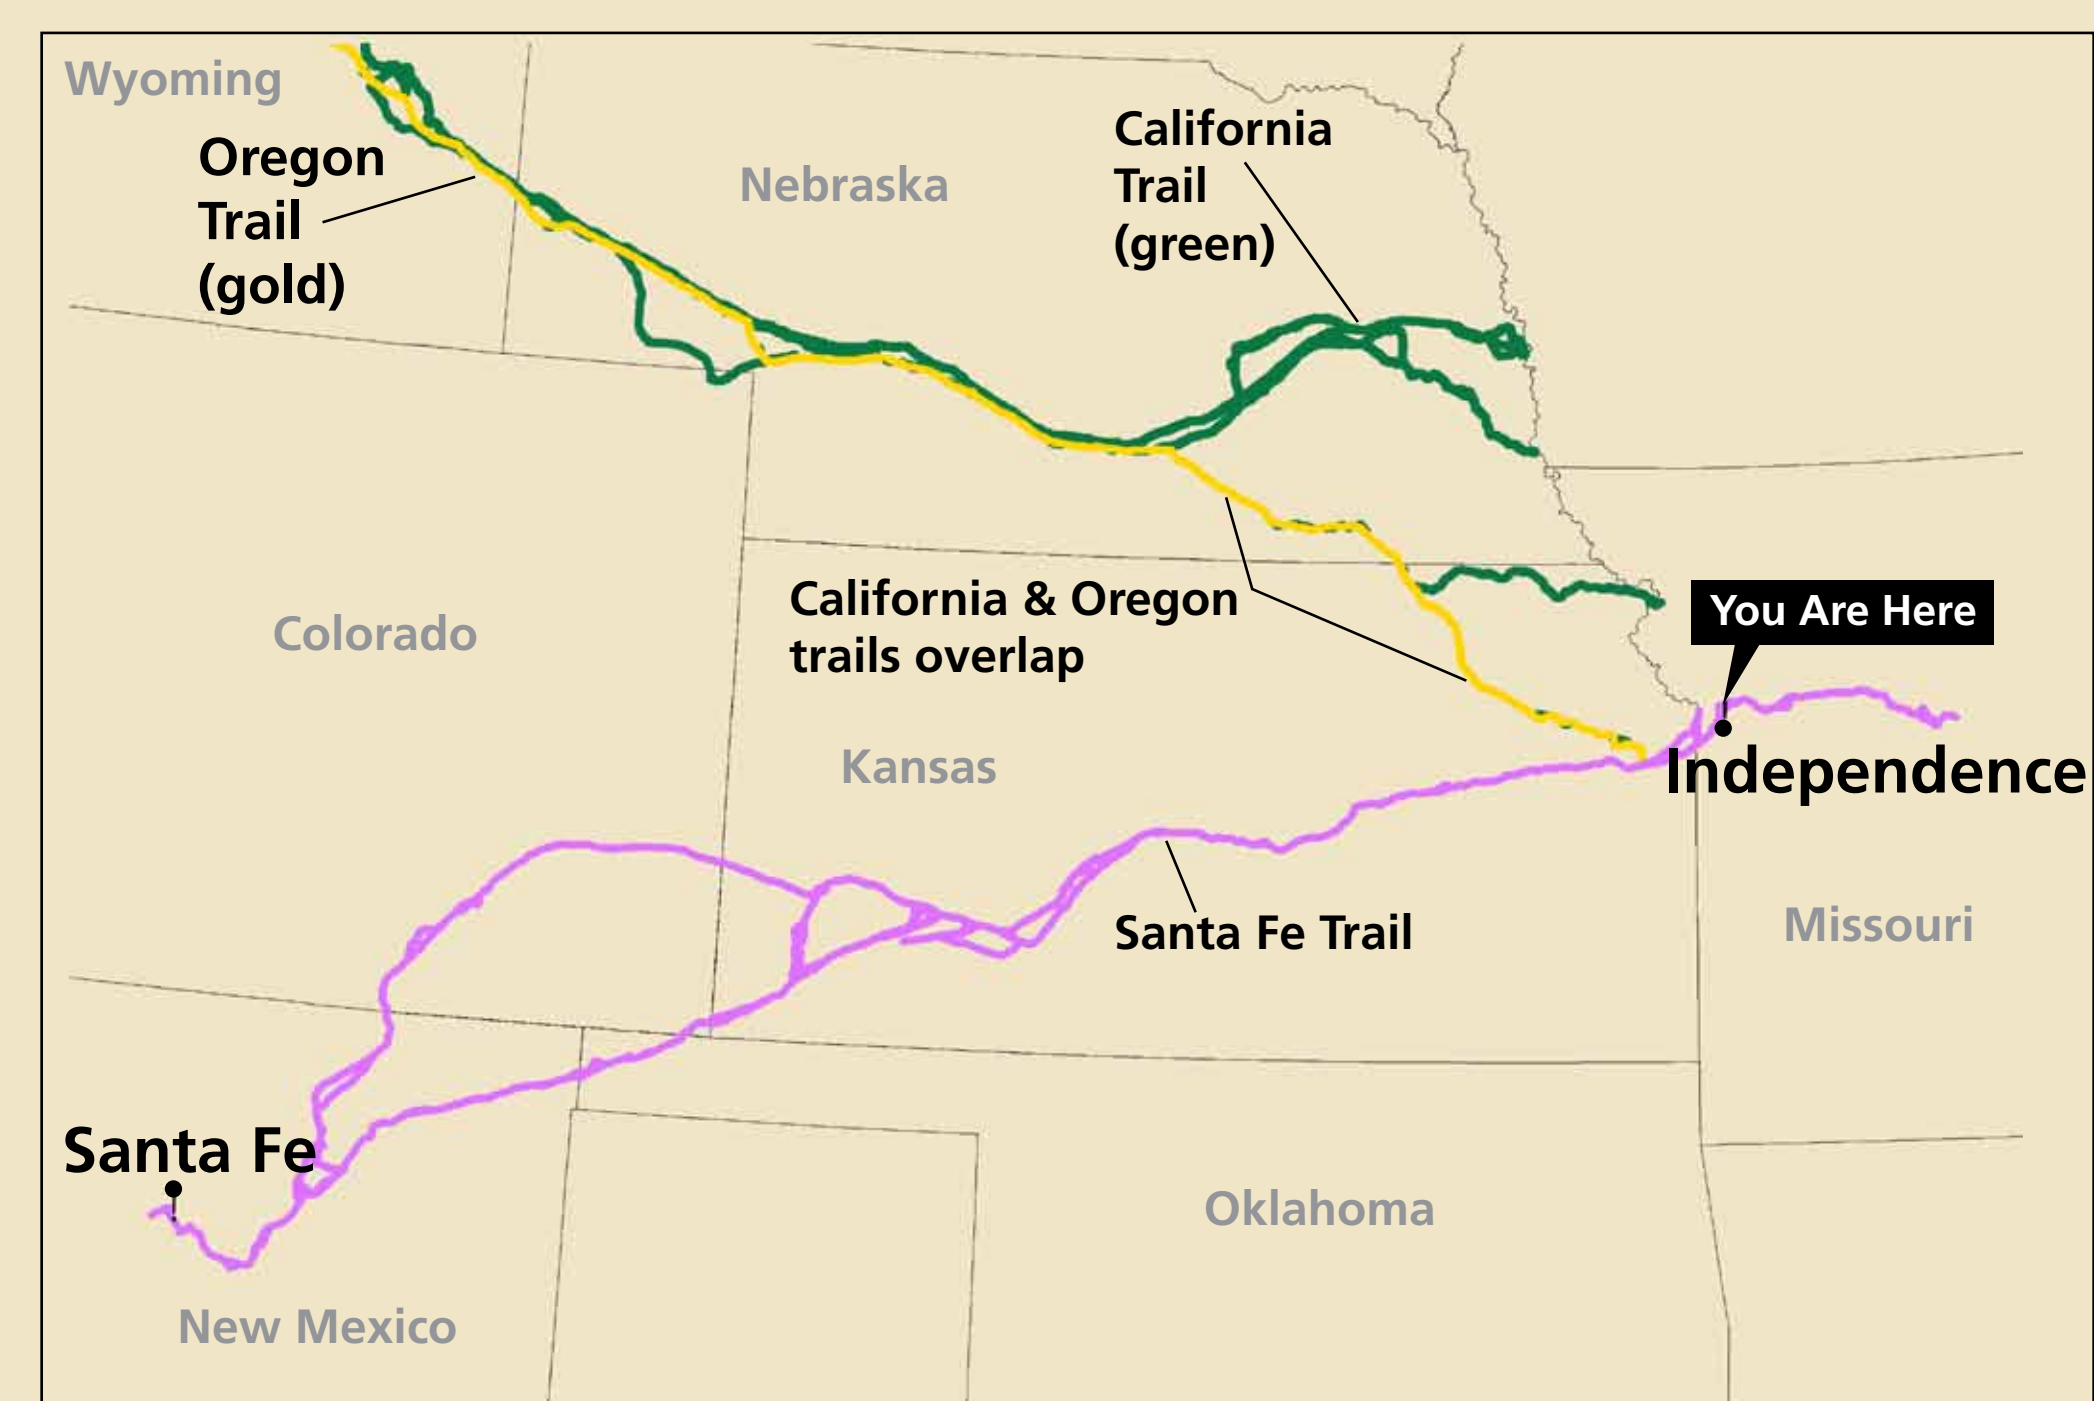 Wyoming
Oregon
Trail
(gold)
Nebraska
California
Trail
(green)
California & Oregon
trails overlap
You Are Here
Colorado
Kansas
Independence
Santa Fe Trail
Missouri
Santa Fe
Oklahoma
New Mexico